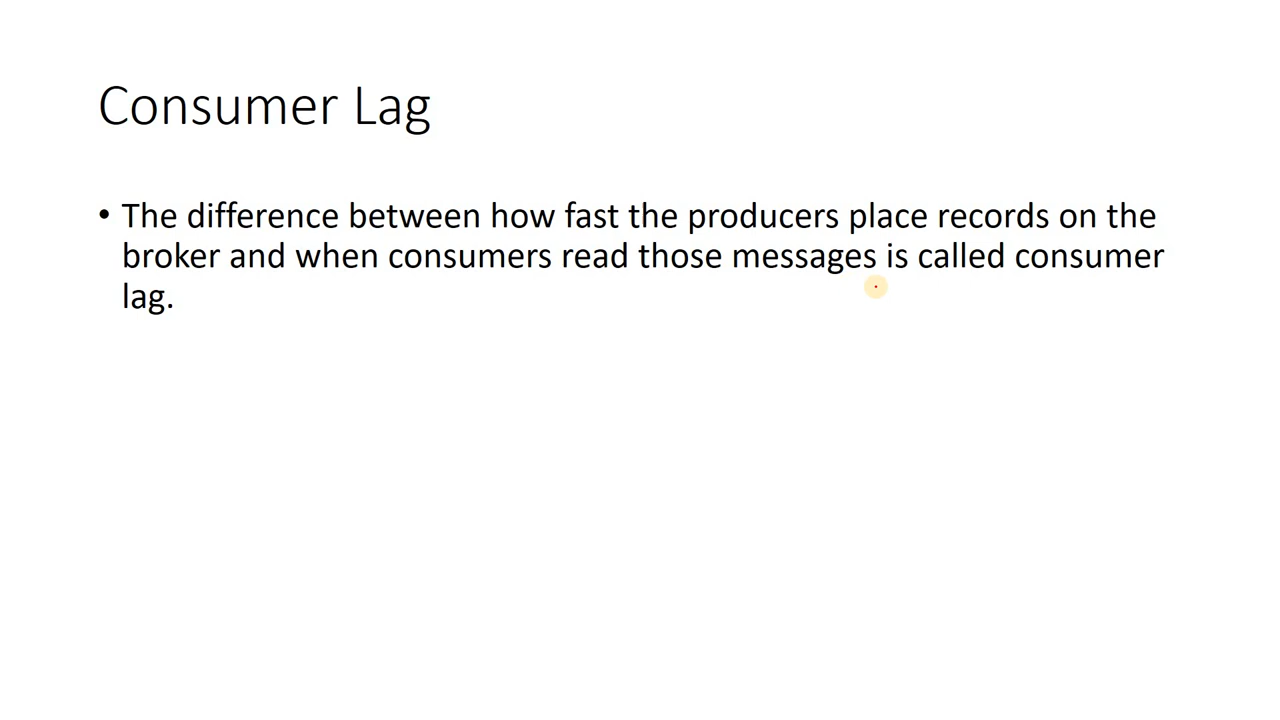 Consumer Lag
• The difference between how fast the producers place records on the
broker and when consumers read those messages is called consumer
lag.